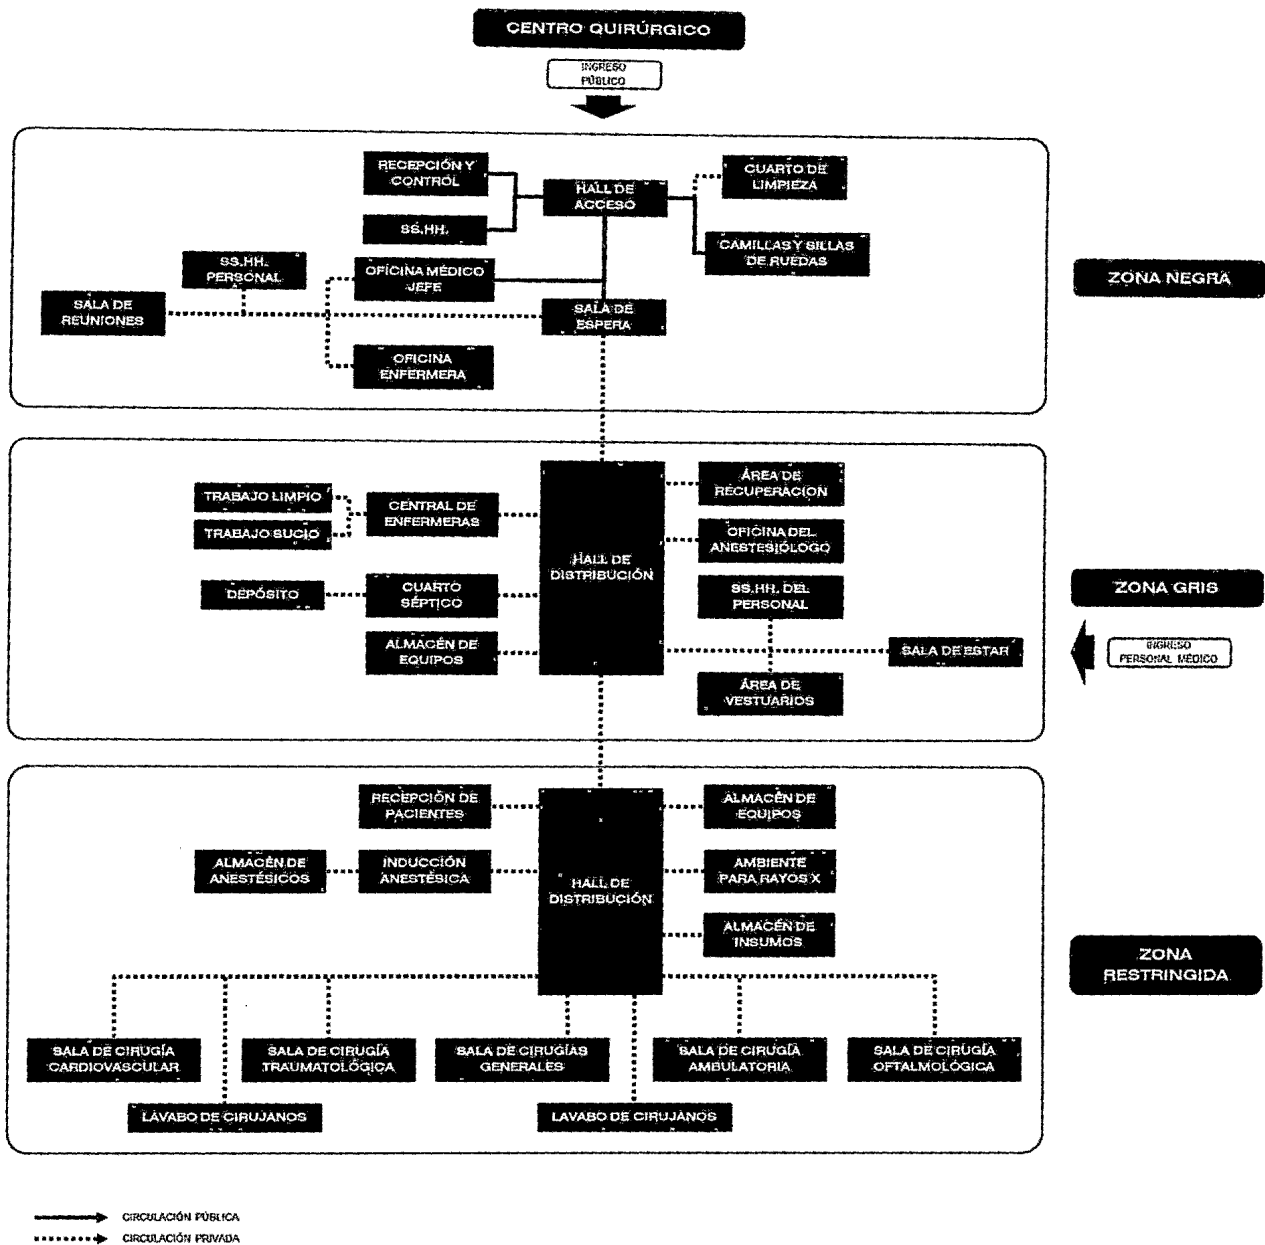 CENTRO QUIRÚRGICO
INGRESO
PÚBLICO
RECEPCIÓN Y
CONTROL
SS.HH.
HALL DE
ACCESO
CUARTO DE
LIMPIEZA
CAMILLAS Y SILLAS
DE RUEDAS
SS.HH.
PERSONAL
OFICINA MÉDICO
JEFE
SALA DE
REUNIONES
SALA DE
ESPERA
OFICINA
ENFERMERA
ZONA NEGRA
TRABAJO LIMPIO
TRABAJO SUCIO
CENTRAL DE
ENFERMERAS
DEPÓSITO
CUARTO
SÉPTICO
ALMACÉN DE
EQUIPOS
HALL DE
DISTRIBUCIÓN
ÁREA DE
RECUPERACION
OFICINA DEL
ANESTESIÓLOGO
SS.HH. DEL
PERSONAL
SALA DE ESTAR
ÁREA DE
VESTUARIOS
ZONA GRIS
INGRESO
PERSONAL MÉDICO
RECEPCIÓN DE
PACIENTES
ALMACÉN DE
ANESTÉSICOS
INDUCCIÓN
ANESTÉSICA
HALL DE
DISTRIBUCIÓN
ALMACÉN DE
EQUIPOS
AMBIENTE
PARA RAYOS X
ALMACÉN DE
INSUMOS
ZONA
RESTRINGIDA
SALA DE CIRUGÍA
CARDIOVASCULAR
SALA DE CIRUGÍA
TRAUMATOLÓGICA
SALA DE CIRUGÍAS
GENERALES
SALA DE CIRUGÍA
AMBULATORIA
SALA DE CIRUGÍA
OFTALMOLÓGICA
LAVABO DE CIRUJANOS
LAVABO DE CIRUJANOS
CIRCULACIÓN PÚBLICA
CIRCULACIÓN PRIVADA